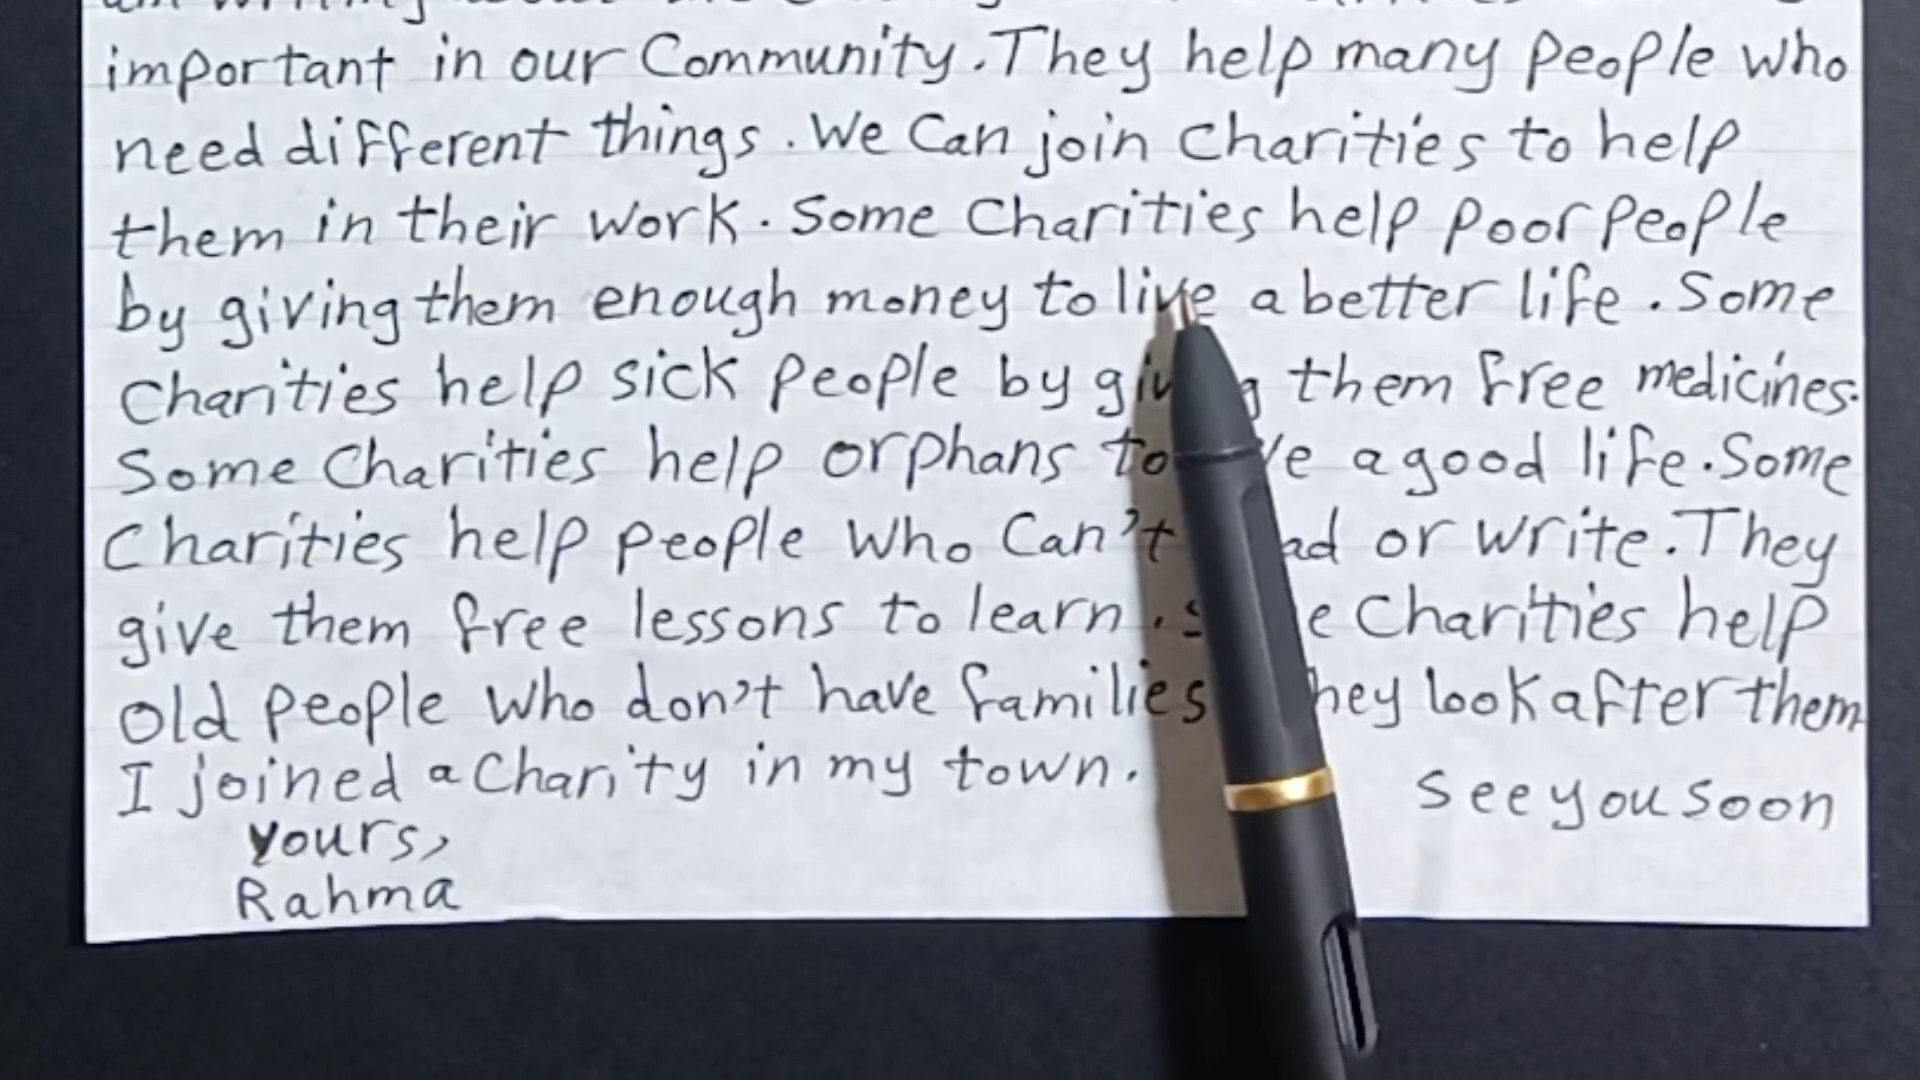 important in our Community. They help many people who
need different things. We Can join Charities to help
them in their work. Some Charities help poor people
by giving them enough money to live a better life. Some
Charities help sick people by them free medicines.
Some Charities help orphans to a good life. Some
Charities help people who Can't or write. They
give them free lessons to learn. Charities help
old people who don't have families look after them
I joined a Charity in my town.
See you soon
yours,
Rahma